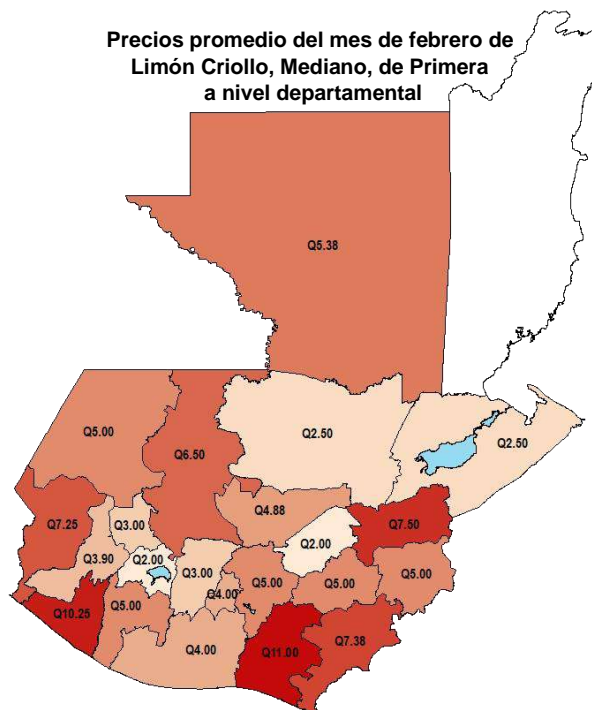 Precios promedio del mes de febrero de
Limón Criollo, Mediano, de Primera
a nivel departamental
Q5.38
Q5.00
Q6.50
Q2.50
Q2.50
Q4.88
Q7.50
Q7.25
Q3.00
Q2.00
Q3.90
Q2.00
Q3.00
Q4.00
Q5.00
Q5.00
Q5.00
Q10.25
Q5.00
Q4.00
Q11.00
Q7.38